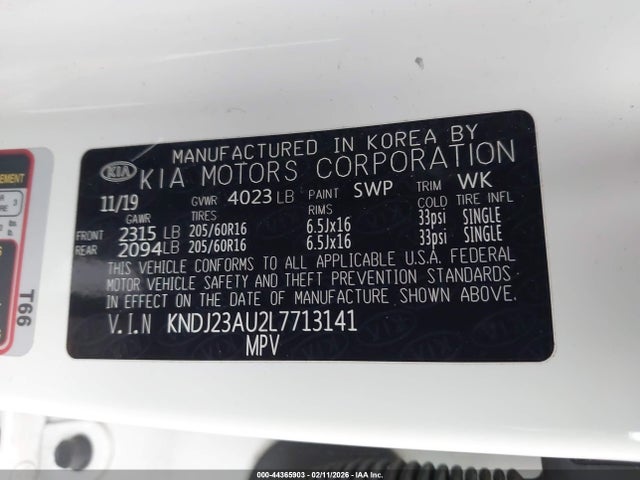 MANUFACTURED IN KOREA BY
KIA KIA MOTORS CORPORATION
11/19 GVWR 4023 LB PAINT SWP TRIM WK
GAWR TIRES RIMS COLD TIRE INFL
FRONT 2315 LB 205/60R16 6.5Jx16 33psi SINGLE
REAR 2094LB 205/60R16 6.5Jx16 33psi SINGLE
THIS VEHICLE CONFORMS TO ALL APPLICABLE U.S.A. FEDERAL
MOTOR VEHICLE SAFETY AND THEFT PREVENTION STANDARDS
IN EFFECT ON THE DATE OF MANUFACTURE SHOWN ABOVE.
V.I.N KNDJ23AU2L7713141
MPV
T66
000-44365903 - 02/11/2026 - IAA Inc.